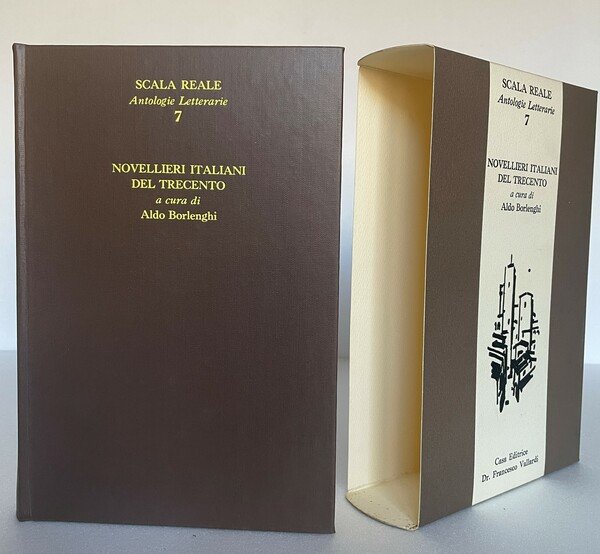 SCALA REALE
Antologie Letterarie
7
NOVELLIERI ITALIANI
DEL TRECENTO
a cura di
Aldo Borlenghi
SCALA REALE
Antologie Letterarie
7
NOVELLIERI ITALIANI
DEL TRECENTO
a cura di
Aldo Borlenghi
Casa Editrice
Dr. Francesco Vallardi